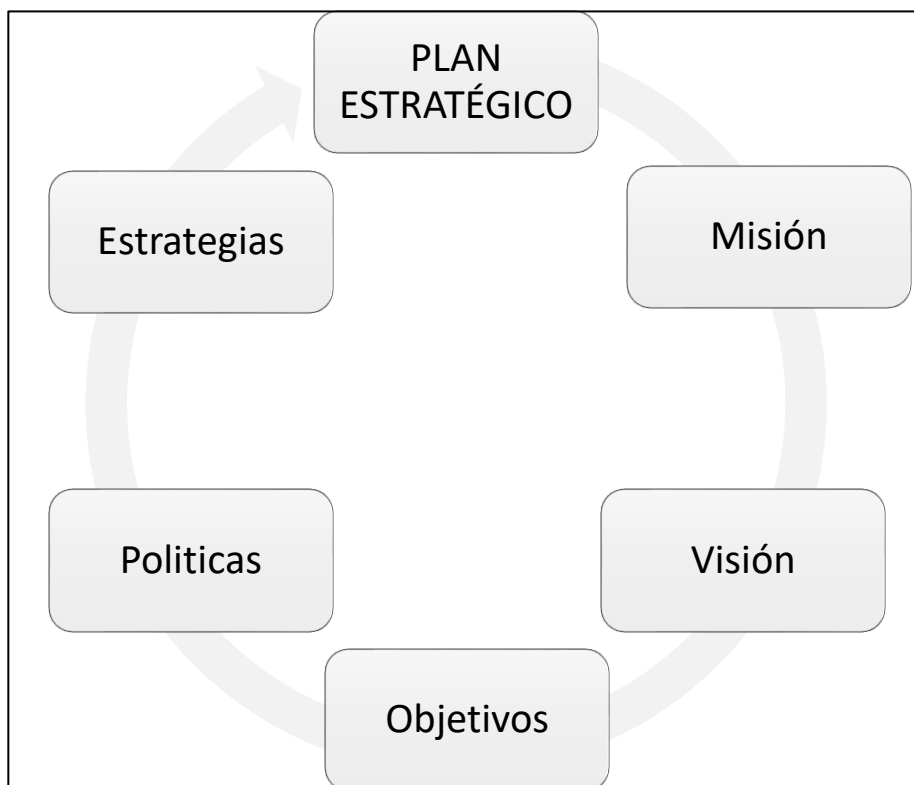 PLAN
ESTRATÉGICO
Misión
Visión
Objetivos
Politicas
Estrategias